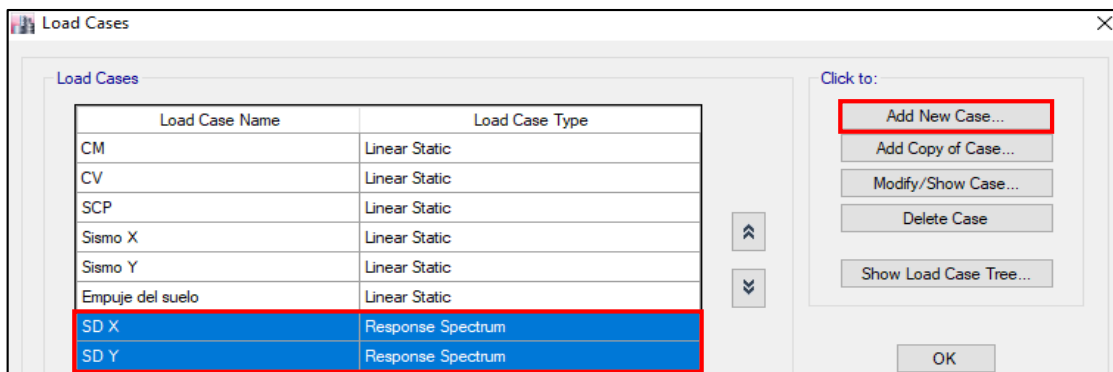 Load Cases
Load Cases
Click to:
Load Case Name Load Case Type
CM Linear Static
CV Linear Static
SCP Linear Static
Sismo X Linear Static
Sismo Y Linear Static
Empuje del suelo Linear Static
SD X Response Spectrum
SD Y Response Spectrum
Add New Case...
Add Copy of Case...
Modify/Show Case...
Delete Case
Show Load Case Tree...
OK